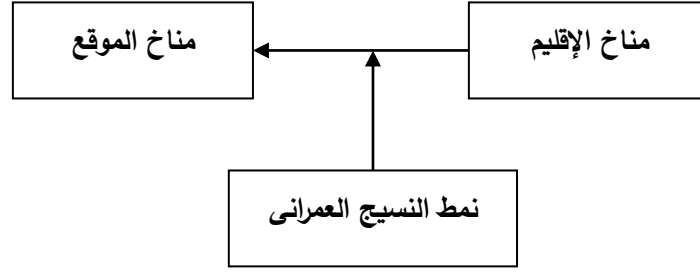 مناخ الإقليم
مناخ الموقع
نمط النسيج العمرانى